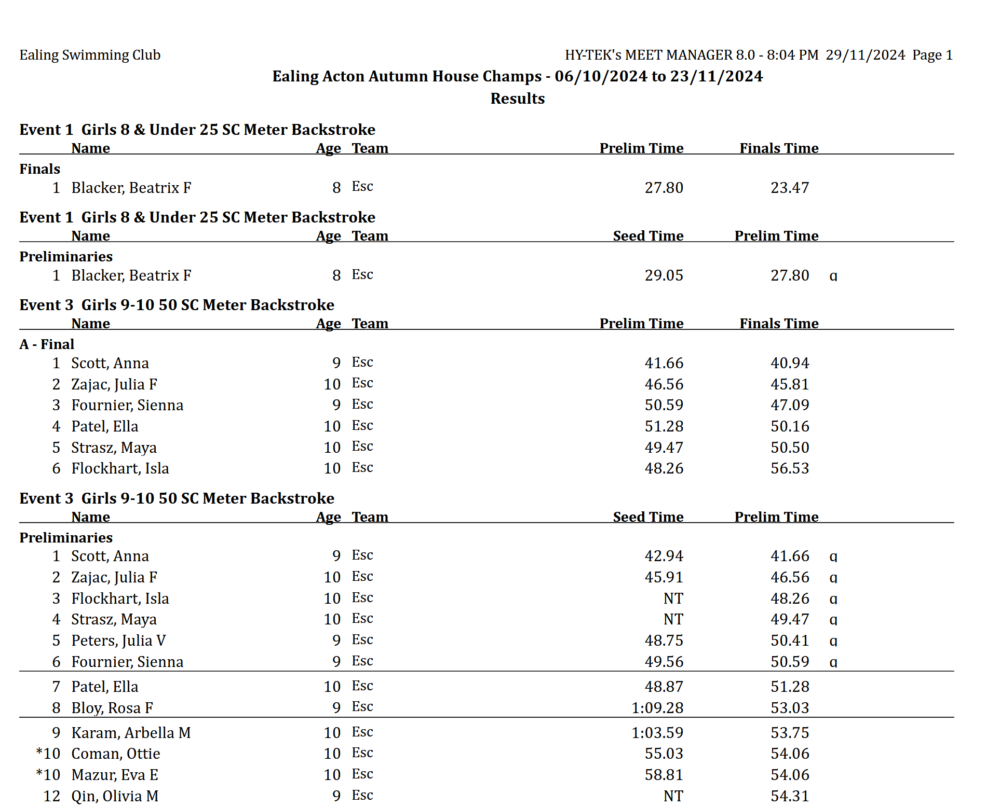 Ealing Swimming Club HY-TEK's MEET MANAGER 8.0 - 8:04 PM 29/11/2024 Page 1
Ealing Acton Autumn House Champs - 06/10/2024 to 23/11/2024
Results
Event 1 Girls 8 & Under 25 SC Meter Backstroke
Name Age Team Prelim Time Finals Time
Finals
1 Blacker, Beatrix F 8 Esc 27.80 23.47
Event 1 Girls 8 & Under 25 SC Meter Backstroke
Name Age Team Seed Time Prelim Time
Preliminaries
1 Blacker, Beatrix F 8 Esc 29.05 27.80 q
Event 3 Girls 9-10 50 SC Meter Backstroke
Name Age Team Prelim Time Finals Time
A - Final
1 Scott, Anna 9 Esc 41.66 40.94
2 Zajac, Julia F 10 Esc 46.56 45.81
3 Fournier, Sienna 9 Esc 50.59 47.09
4 Patel, Ella 10 Esc 51.28 50.16
5 Strasz, Maya 10 Esc 49.47 50.50
6 Flockhart, Isla 10 Esc 48.26 56.53
Event 3 Girls 9-10 50 SC Meter Backstroke
Name Age Team Seed Time Prelim Time
Preliminaries
1 Scott, Anna 9 Esc 42.94 41.66 q
2 Zajac, Julia F 10 Esc 45.91 46.56 q
3 Flockhart, Isla 10 Esc NT 48.26 q
4 Strasz, Maya 10 Esc NT 49.47 q
5 Peters, Julia V 9 Esc 48.75 50.41 q
6 Fournier, Sienna 9 Esc 49.56 50.59 q
7 Patel, Ella 10 Esc 48.87 51.28
8 Bloy, Rosa F 9 Esc 1:09.28 53.03
9 Karam, Arbella M 10 Esc 1:03.59 53.75
*10 Coman, Ottie 10 Esc 55.03 54.06
*10 Mazur, Eva E 10 Esc 58.81 54.06
12 Qin, Olivia M 9 Esc NT 54.31